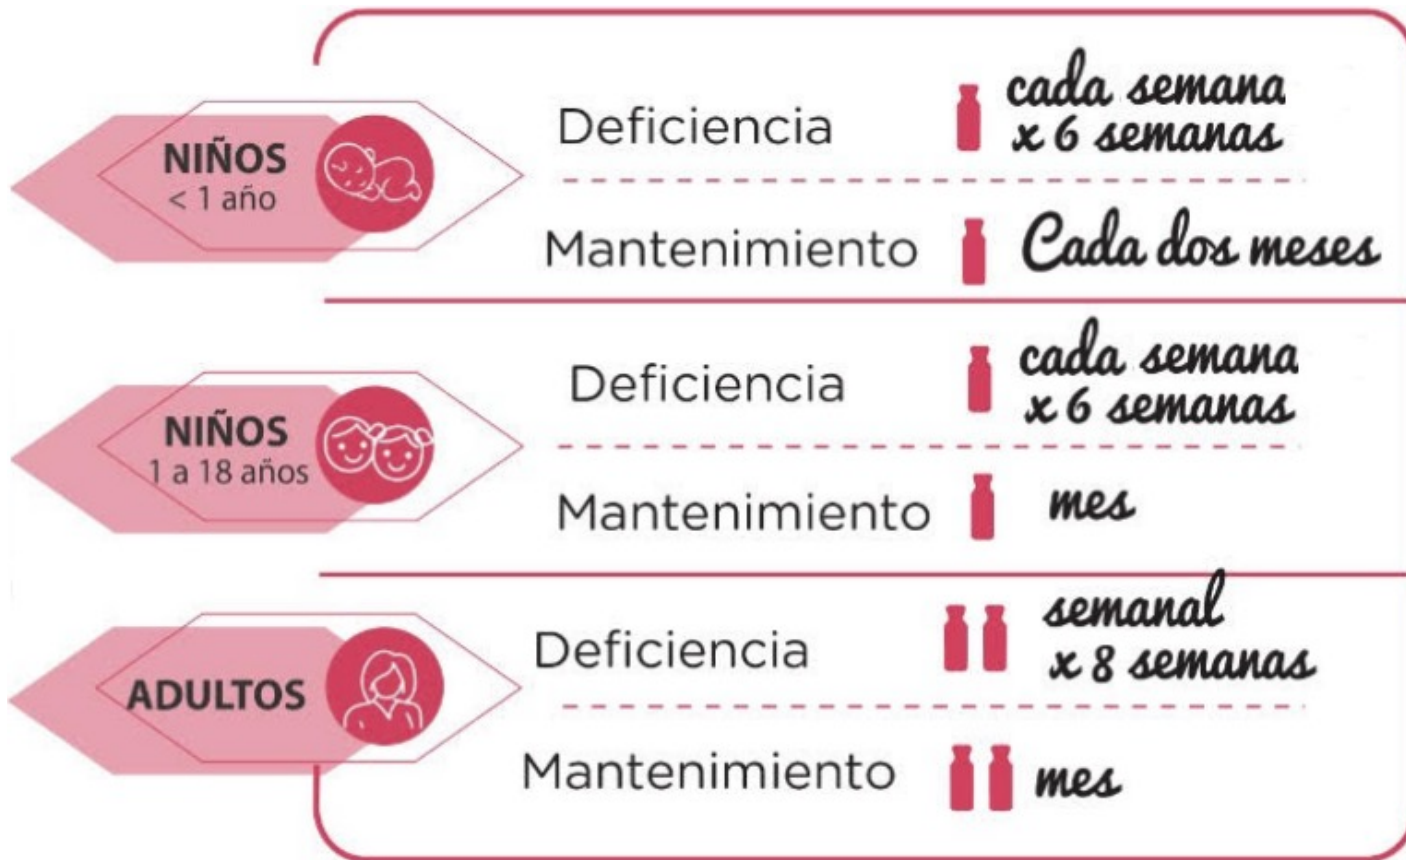 NIÑOS
< 1 año
Deficiencia
cada semana
x 6 semanas
Mantenimiento
Cada dos meses
NIÑOS
1 a 18 años
Deficiencia
cada semana
x 6 semanas
Mantenimiento
mes
ADULTOS
Deficiencia
semanal
x 8 semanas
Mantenimiento
mes